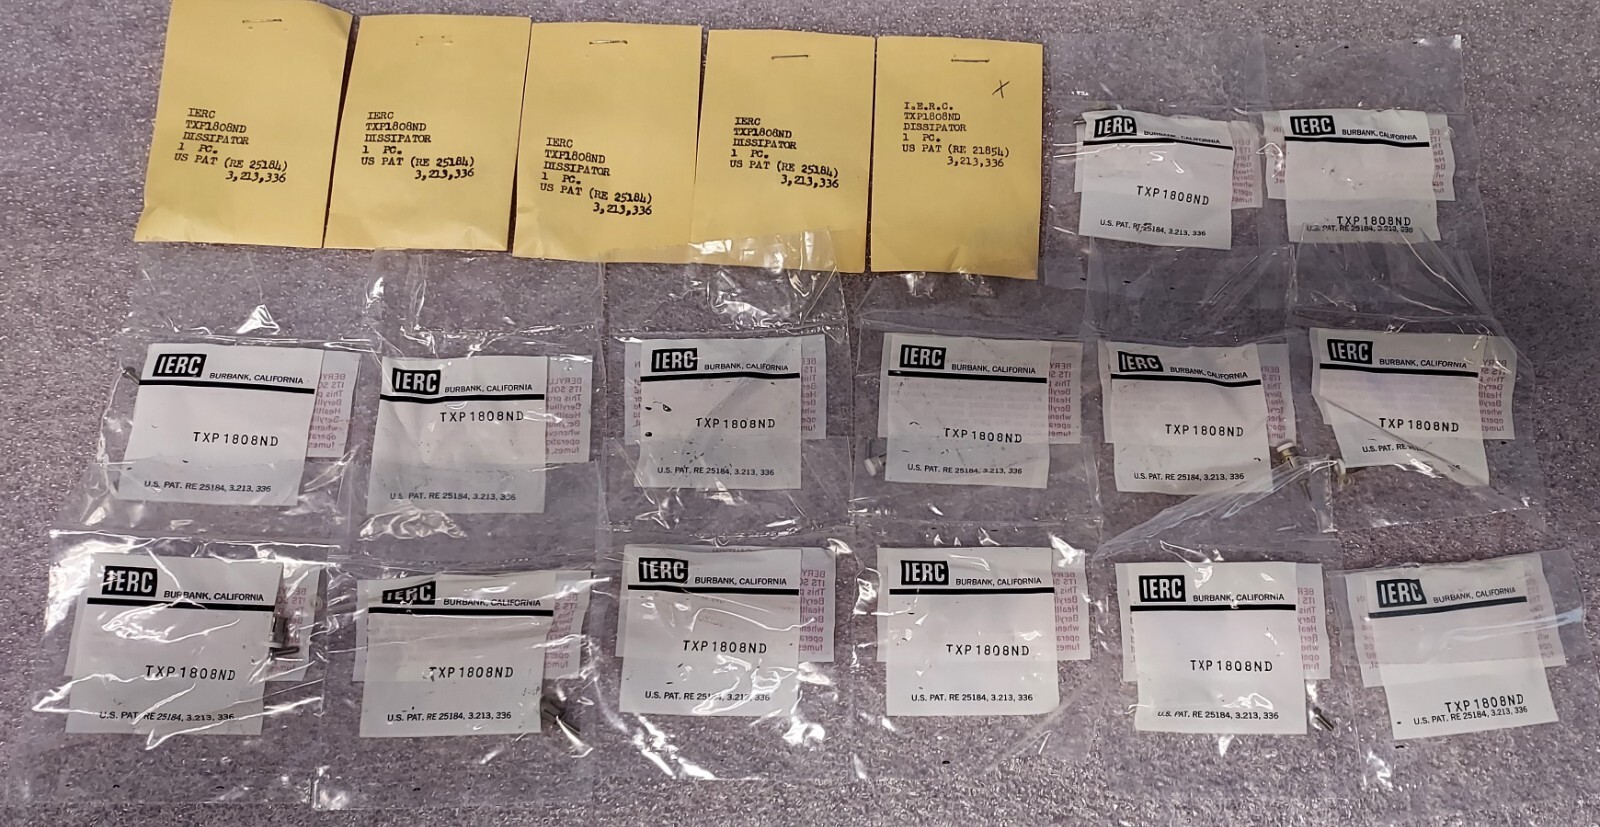 IERC
TXP1808ND
DISSIPATOR
1 PC.
US PAT (RE 25184)
3,213,336
IERC
TXP1808ND
DISSIPATOR
1 PC.
US PAT (RE 25184)
3,213,336
IERC
TXP1808ND
DISSIPATOR
1 PC.
US PAT (RE 25184)
3,213,336
IERC
TXP1808ND
DISSIPATOR
1 PC.
US PAT (RE 25184)
3,213,336
X
I.E.R.C.
TXP1808ND
DISSIPATOR
1 PC.
US PAT (RE 21854)
3,213,336
IERC BURBANK, CALIFORNIA
TXP1808ND
U.S. PAT. RE 25184, 3.213, 336
IERC BURBANK, CALIFORNIA
TXP1808ND
U.S. PAT. RE 25184, 3.213, 336
IERC BURBANK, CALIFORNIA
TXP1808ND
U.S. PAT. RE 25184, 3.213, 336
IERC BURBANK, CALIFORNIA
TXP1808ND
U.S. PAT. RE 25184, 3.213, 336
IERC BURBANK, CALIFORNIA
TXP1808ND
U.S. PAT. RE 25184, 3.213, 336
IERC BURBANK, CALIFORNIA
TXP1808ND
U.S. PAT. RE 25184, 3.213, 336
IERC BURBANK, CALIFORNIA
TXP1808ND
U.S. PAT. RE 25184, 3.213, 336
IERC BURBANK, CALIFORNIA
TXP1808ND
U.S. PAT. RE 25184, 3.213, 336
IERC BURBANK, CALIFORNIA
TXP1808ND
U.S. PAT. RE 25184, 3.213, 336
IERC BURBANK, CALIFORNIA
TXP1808ND
U.S. PAT. RE 25184, 3.213, 336
IERC BURBANK, CALIFORNIA
TXP1808ND
U.S. PAT. RE 25184, 3.213, 336
IERC BURBANK, CALIFORNIA
TXP1808ND
U.S. PAT. RE 25184, 3.213, 336
IERC BURBANK, CALIFORNIA
TXP1808ND
U.S. PAT. RE 25184, 3.213, 336
IERC BURBANK, CALIFORNIA
TXP1808ND
U.S. PAT. RE 25184, 3.213, 336